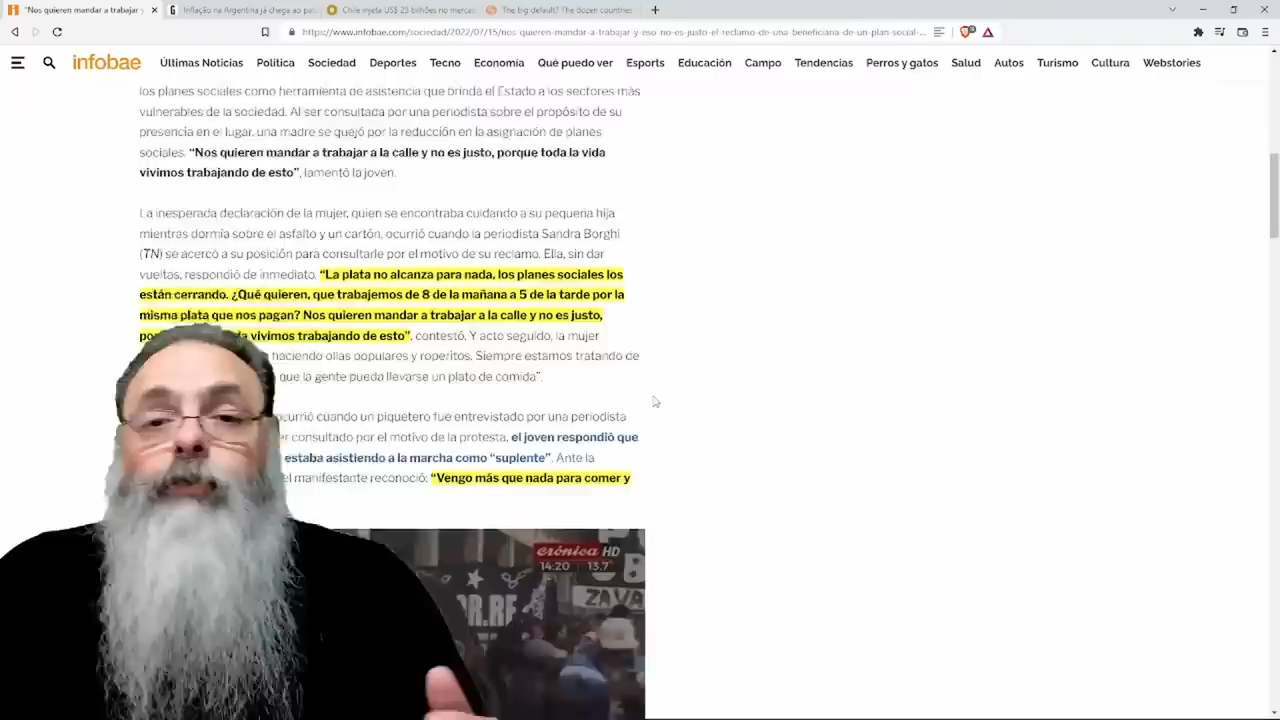 "Nos quieren mandar a trabajar
Inflação na Argentina já chega ao
Chile injeta US$ 25 bilhões no mercad
The big default? The dozen countries
https://www.infobae.com/sociedad/2022/07/15/nos-quieren-mandar-a-trabajar-y-eso-no-es-justo-el-reclamo-de-una-beneficiaria-de-un-plan-social-...
infobae
Últimas Noticias Política Sociedad Deportes Tecno Economía Qué puedo ver Esports Educación Campo Tendencias Perros y gatos Salud Autos Turismo Cultura Webstories
los planes sociales como herramienta de asistencia que brinda el Estado a los sectores más
vulnerables de la sociedad. Al ser consultada por una periodista sobre el propósito de su
presencia en el lugar, una madre se quejó por la reducción en la asignación de planes
sociales. “Nos quieren mandar a trabajar a la calle y no es justo, porque toda la vida
vivimos trabajando de esto”, lamentó la joven.
La inesperada declaración de la mujer, quien se encontraba cuidando a su pequeña hija
mientras dormía sobre el asfalto y un cartón, ocurrió cuando la periodista Sandra Borghi
(TN) se acercó a su posición para consultarle por el motivo de su reclamo. Ella, sin dar
vueltas, respondió de inmediato. “La plata no alcanza para nada, los planes sociales los
están cerrando. ¿Qué quieren, que trabajemos de 8 de la mañana a 5 de la tarde por la
misma plata que nos pagan? Nos quieren mandar a trabajar a la calle y no es justo,
vivimos trabajando de esto”, contestó. Y acto seguido, la mujer
haciendo ollas populares y roperitos. Siempre estamos tratando de
que la gente pueda llevarse un plato de comida”.
currió cuando un piquetero fue entrevistado por una periodista
er consultado por el motivo de la protesta, el joven respondió que
estaba asistiendo a la marcha como “suplente”. Ante la
el manifestante reconoció: “Vengo más que nada para comer y
crónica HD
14:20 13.7°
ZAVA